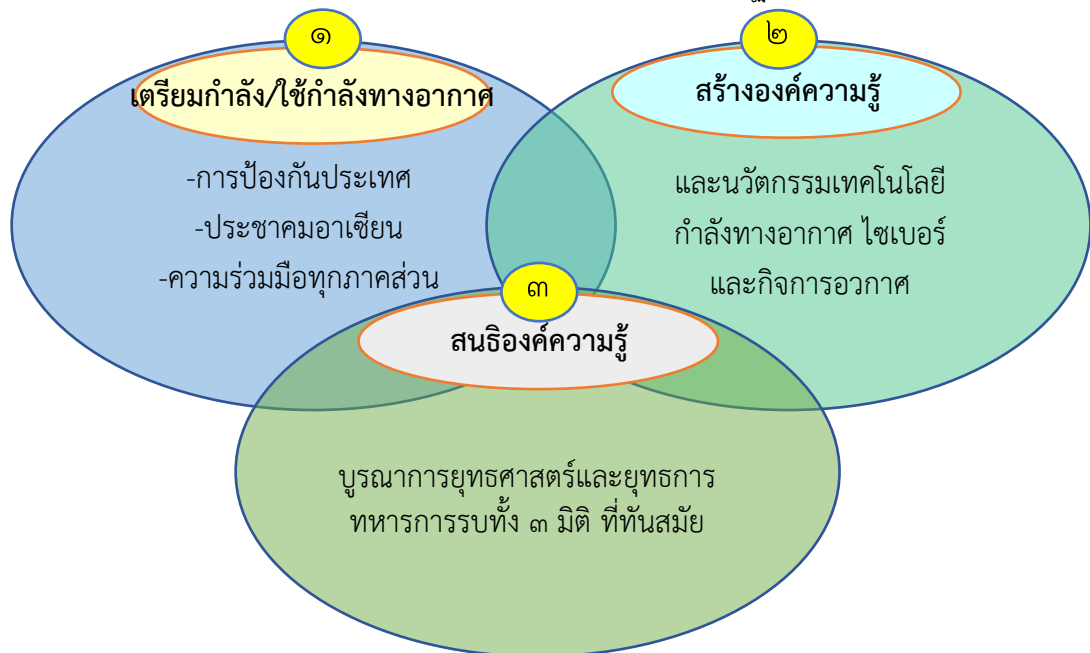 ๑
เตรียมกำลัง/ใช้กำลังทางอากาศ
-การป้องกันประเทศ
-ประชาคมอาเซียน
-ความร่วมมือทุกภาคส่วน
๒
สร้างองค์ความรู้
และนวัตกรรมเทคโนโลยี
กำลังทางอากาศ ไซเบอร์
และกิจการอวกาศ
๓
สนธิองค์ความรู้
บูรณาการยุทธศาสตร์และยุทธการ
ทหารการรบทั้ง ๓ มิติ ที่ทันสมัย